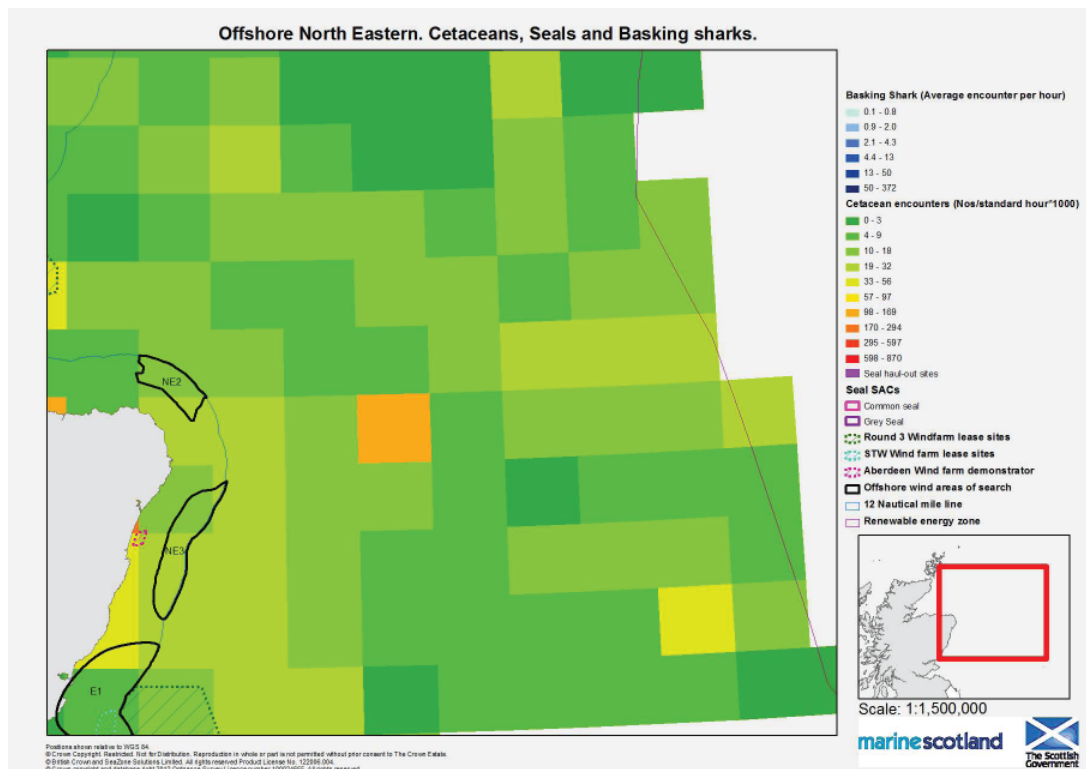 Offshore North Eastern. Cetaceans, Seals and Basking sharks.
Basking Shark (Average encounter per hour)
0.1 - 0.8
0.9 - 2.0
2.1 - 4.3
4.4 - 13
13 - 50
50 - 372
Cetacean encounters (Nos/standard hour*1000)
0 - 3
4 - 9
10 - 18
19 - 32
33 - 56
57 - 97
98 - 169
170 - 294
295 - 597
598 - 870
Seal haul-out sites
Seal SACs
Common seal
Grey Seal
Round 3 Windfarm lease sites
STW Wind farm lease sites
Aberdeen Wind farm demonstrator
Offshore wind areas of search
12 Nautical mile line
Renewable energy zone
NE2
NE3
E1
Scale: 1:1,500,000
marinescotland
The Scottish
Government
Positions shown relative to WGS 84.
© Crown Copyright. Restricted. Not for Distribution. Reproduction in whole or part is not permitted without prior consent to The Crown Estate.
© British Crown and SeaZone Solutions Limited. All rights reserved Product License No. 122006.004.